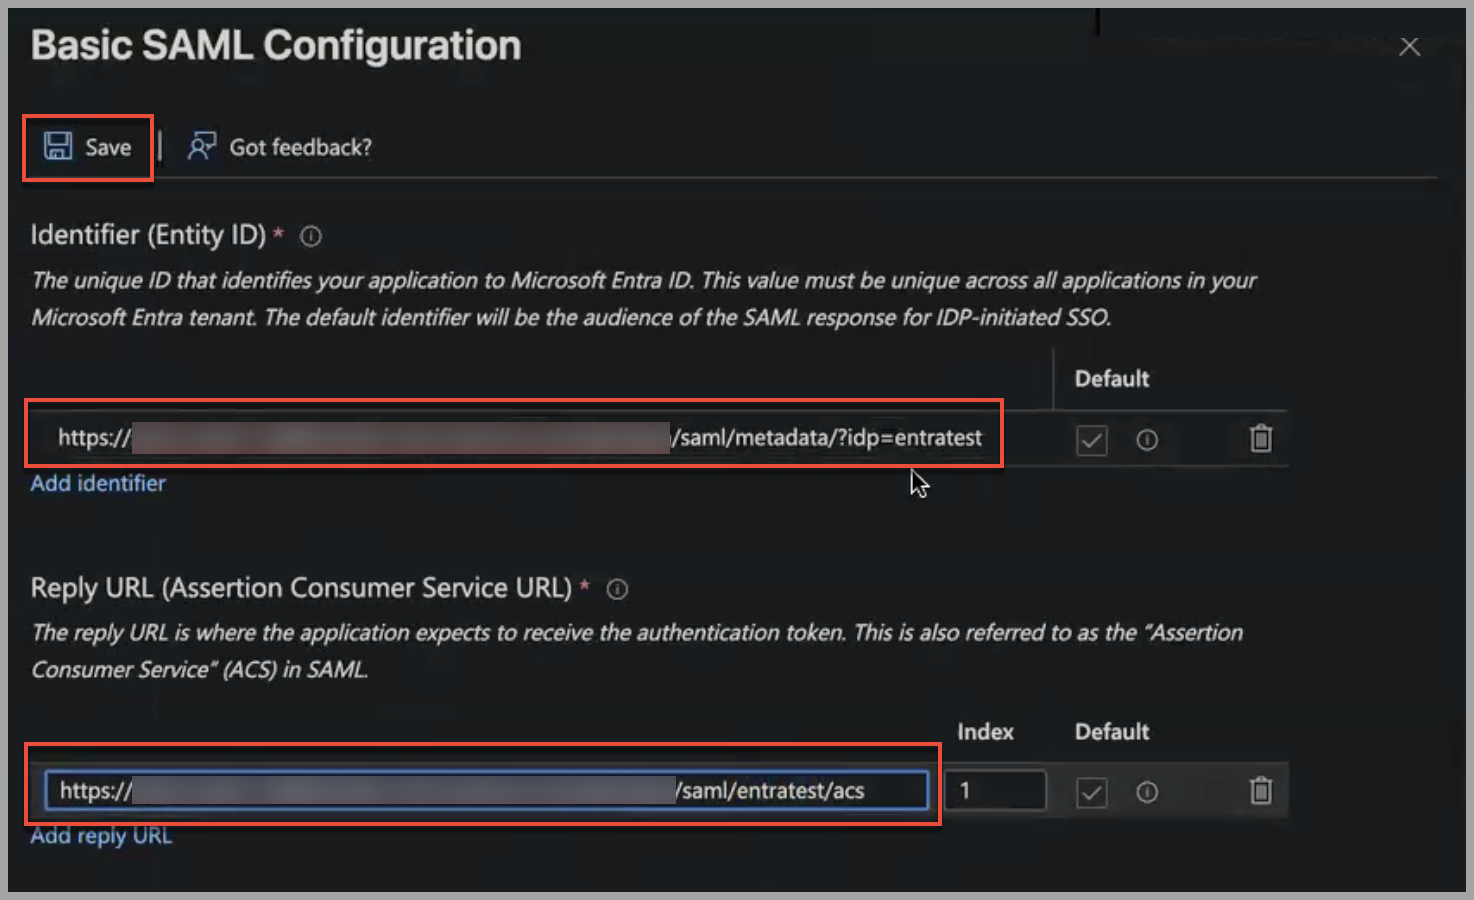 Basic SAML Configuration
Save | Got feedback?
Identifier (Entity ID) *
The unique ID that identifies your application to Microsoft Entra ID. This value must be unique across all applications in your
Microsoft Entra tenant. The default identifier will be the audience of the SAML response for IDP-initiated SSO.
Default
https:// /saml/metadata/?idp=entratest
Add identifier
Reply URL (Assertion Consumer Service URL) *
The reply URL is where the application expects to receive the authentication token. This is also referred to as the “Assertion
Consumer Service” (ACS) in SAML.
Index Default
https:// /saml/entratest/acs 1
Add reply URL